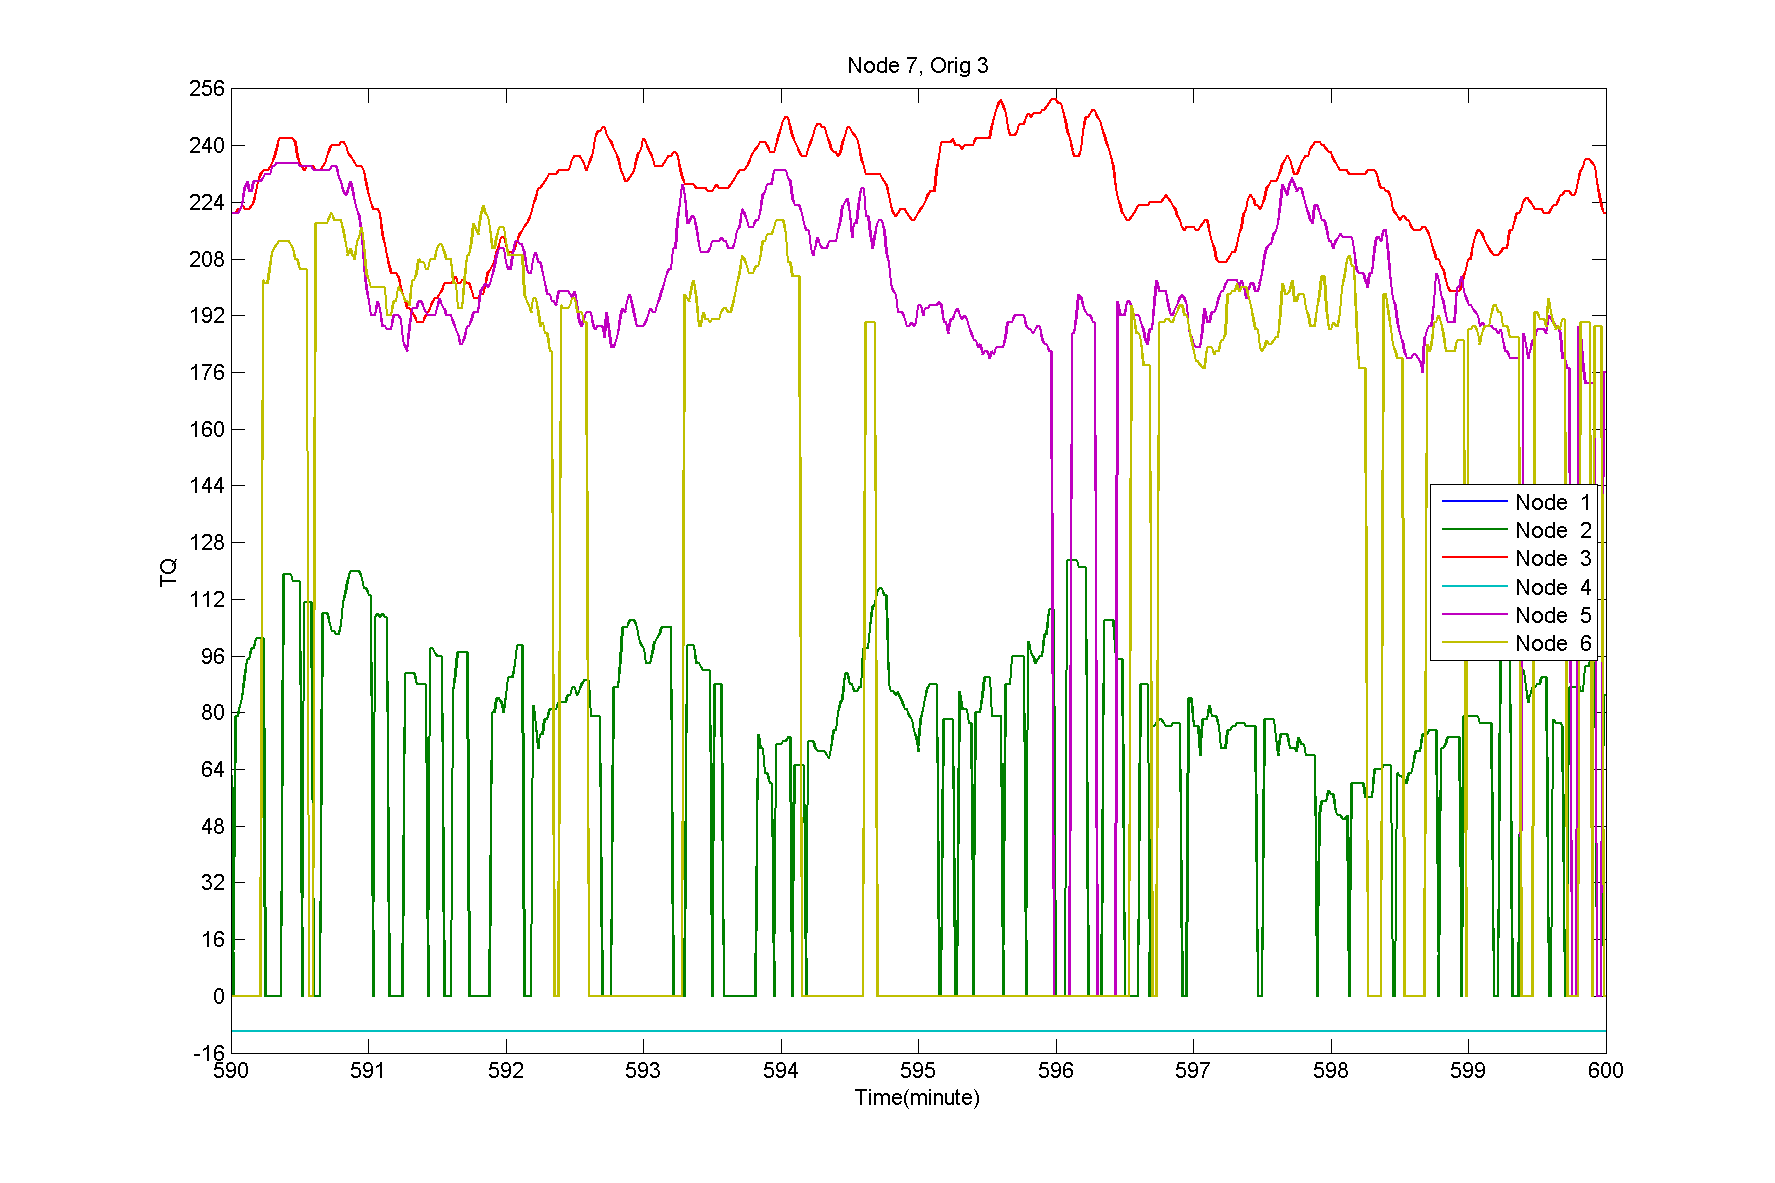 Node 7, Orig 3
256
240
224
208
192
176
160
144
128
112
96
80
64
48
32
16
0
-16
TQ
Node 1
Node 2
Node 3
Node 4
Node 5
Node 6
590 591 592 593 594 595 596 597 598 599 600
Time(minute)